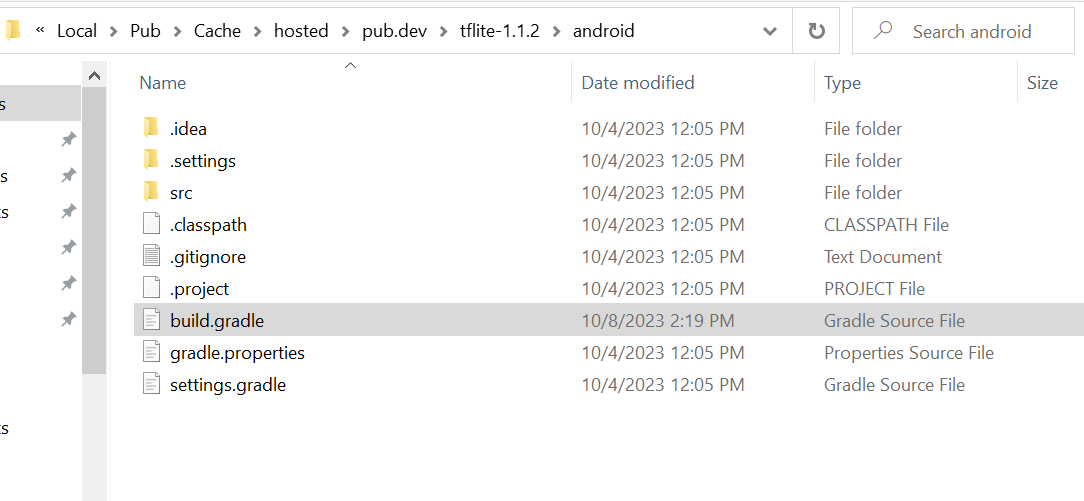 « Local > Pub > Cache > hosted > pub.dev > tflite-1.1.2 > android
Search android
Name Date modified Type Size
s
.idea 10/4/2023 12:05 PM File folder
.settings 10/4/2023 12:05 PM File folder
s
src 10/4/2023 12:05 PM File folder
ts
.classpath 10/4/2023 12:05 PM CLASSPATH File
.gitignore 10/4/2023 12:05 PM Text Document
.project 10/4/2023 12:05 PM PROJECT File
build.gradle 10/8/2023 2:19 PM Gradle Source File
gradle.properties 10/4/2023 12:05 PM Properties Source File
settings.gradle 10/4/2023 12:05 PM Gradle Source File
ts